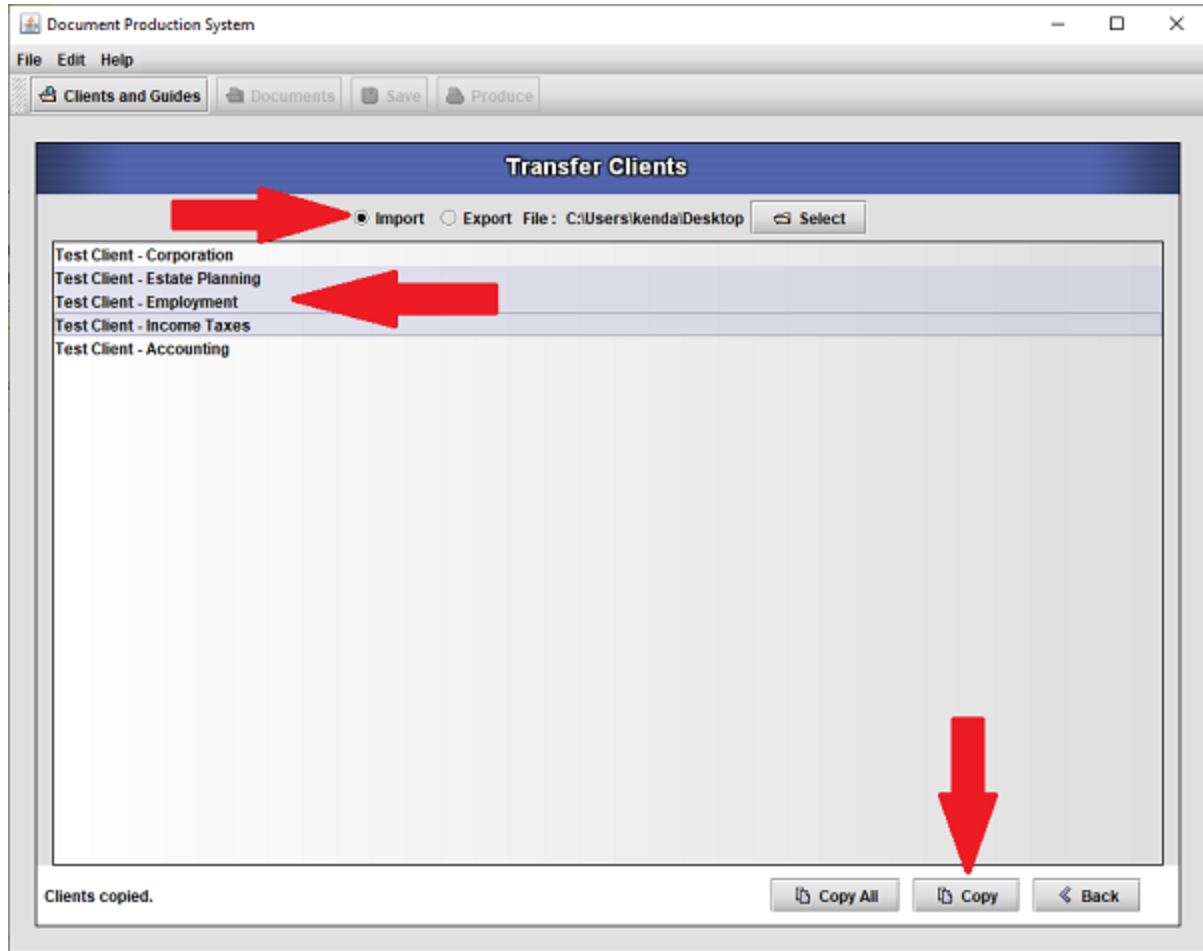 Document Production System
File Edit Help
Clients and Guides Documents Save Produce
Transfer Clients
Import Export File : C:\Users\kenda\Desktop Select
Test Client - Corporation
Test Client - Estate Planning
Test Client - Employment
Test Client - Income Taxes
Test Client - Accounting
Clients copied. Copy All Copy Back